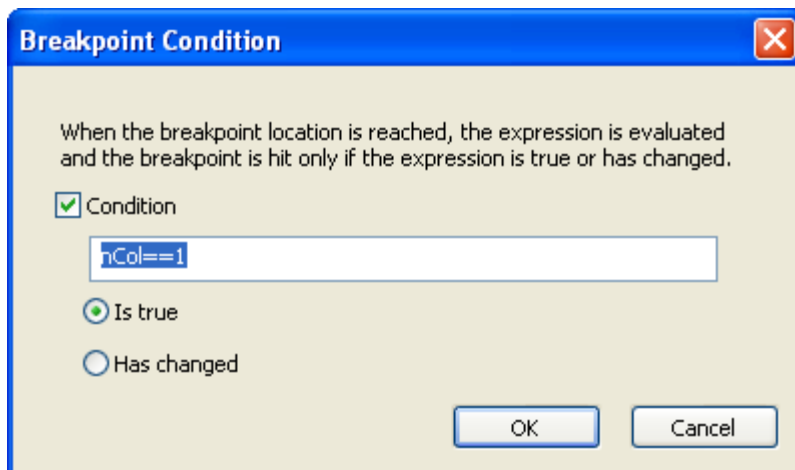 Breakpoint Condition
When the breakpoint location is reached, the expression is evaluated
and the breakpoint is hit only if the expression is true or has changed.
Condition
nCol==1
Is true
Has changed
OK Cancel